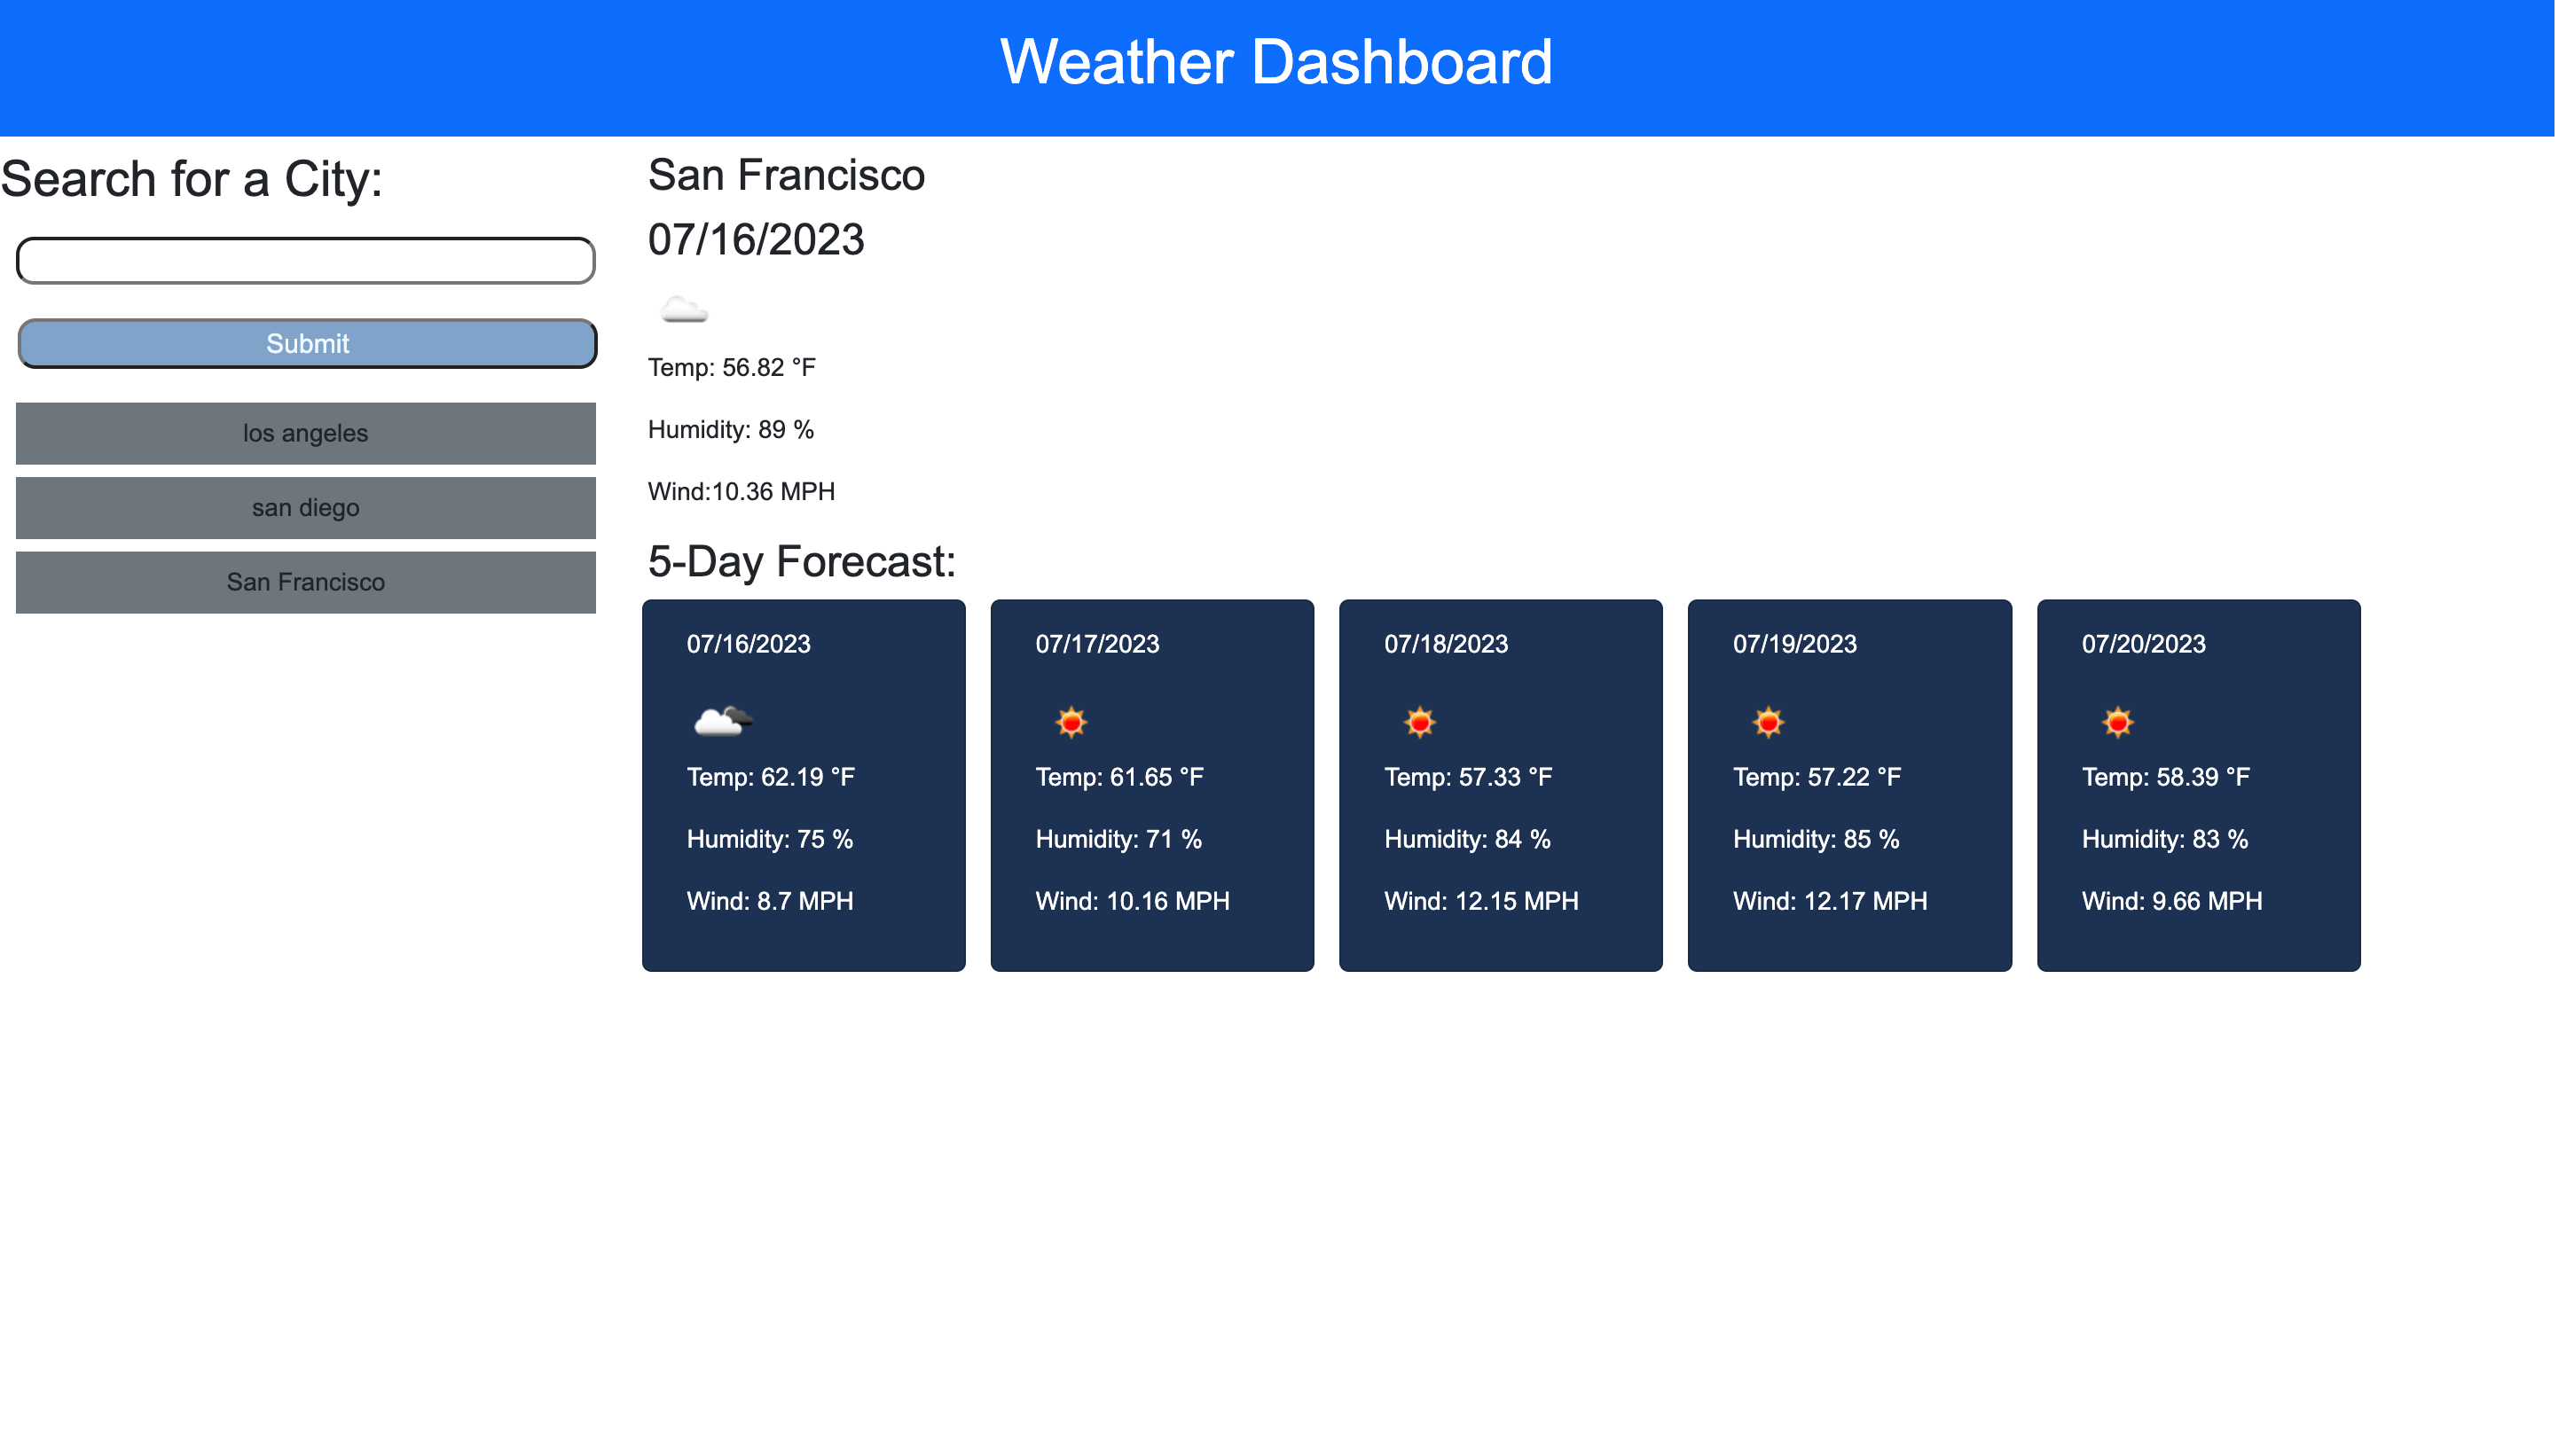 Weather Dashboard
Search for a City:
Submit
los angeles
san diego
San Francisco
San Francisco
07/16/2023
Temp: 56.82 °F
Humidity: 89 %
Wind:10.36 MPH
5-Day Forecast:
07/16/2023
Temp: 62.19 °F
Humidity: 75 %
Wind: 8.7 MPH
07/17/2023
Temp: 61.65 °F
Humidity: 71 %
Wind: 10.16 MPH
07/18/2023
Temp: 57.33 °F
Humidity: 84 %
Wind: 12.15 MPH
07/19/2023
Temp: 57.22 °F
Humidity: 85 %
Wind: 12.17 MPH
07/20/2023
Temp: 58.39 °F
Humidity: 83 %
Wind: 9.66 MPH